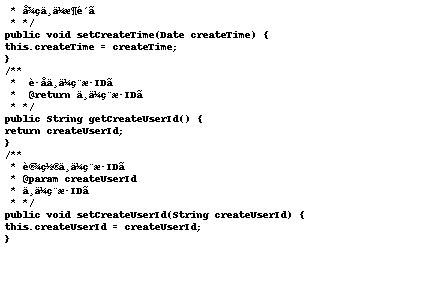 * å¾çä¸ä¼æ¶é´ã
* * */
public void setCreateTime(Date createTime) {
this.createTime = createTime;
}
/**
* è·åä¸ä¼ç¨æ·IDã
* @return ä¸ä¼ç¨æ·IDã
* * */
public String getCreateUserId() {
return createUserId;
}
/**
* è®¾ç½®ä¸ä¼ç¨æ·IDã
* @param createUserId
* ä¸ä¼ç¨æ·IDã
* * */
public void setCreateUserId(String createUserId) {
this.createUserId = createUserId;
}